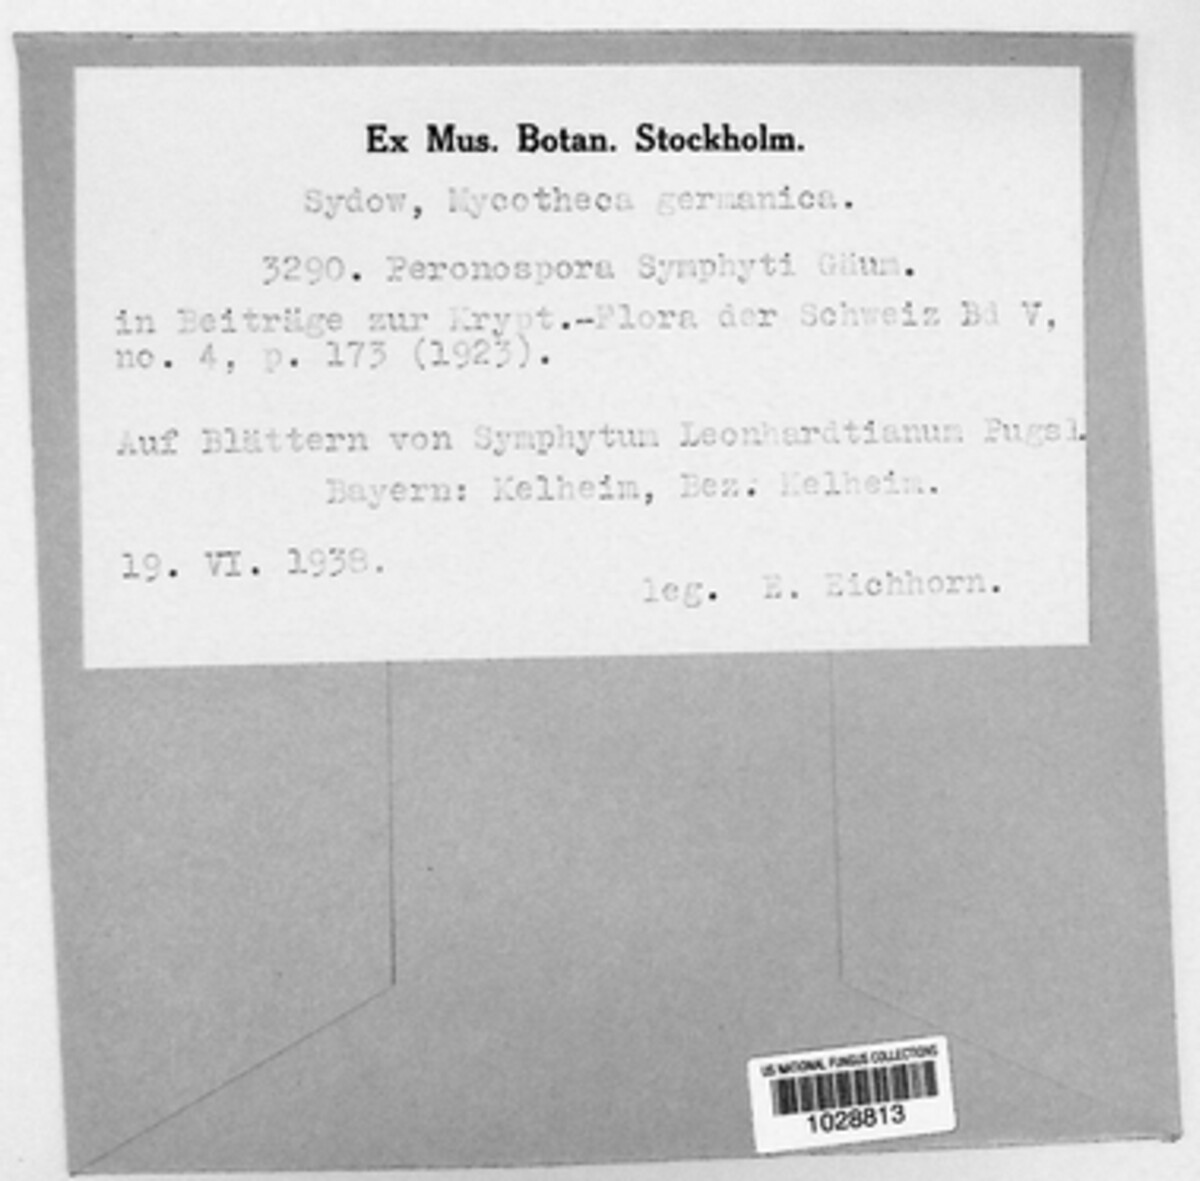 Ex Mus. Botan. Stockholm.
Sydow, Mycotheca germanica.
3290. Peronospora Symphyti Gäum.
in Beiträge zur Krypt.-Flora der Schweiz Bd V,
no. 4, p. 173 (1923).
Auf Blättern von Symphytum Leonhardtianum Pugsl.
Bayern: Kelheim, Bez. Kelheim.
19. VI. 1938.
leg. E. Eichhorn.
US NATIONAL FUNGUS COLLECTIONS
1028813